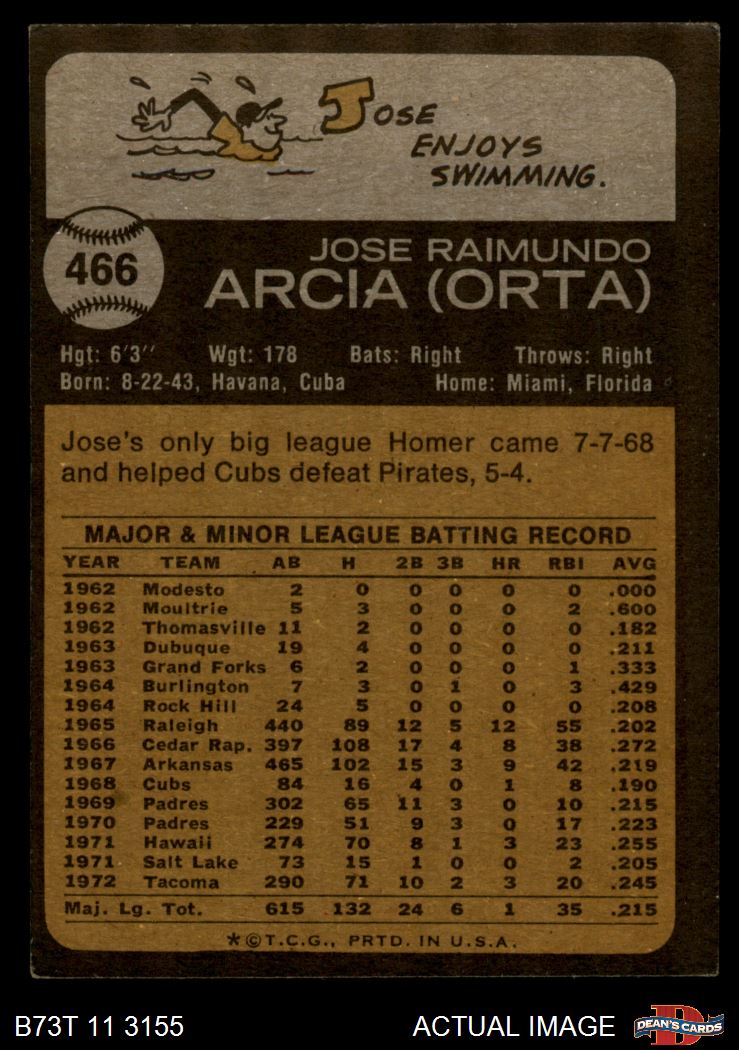 JOSE
ENJOYS
SWIMMING.
466
JOSE RAIMUNDO
ARCIA (ORTA)
Hgt: 6'3" Wgt: 178 Bats: Right Throws: Right
Born: 8-22-43, Havana, Cuba Home: Miami, Florida
Jose's only big league Homer came 7-7-68
and helped Cubs defeat Pirates, 5-4.
MAJOR & MINOR LEAGUE BATTING RECORD
YEAR TEAM AB H 2B 3B HR RBI AVG
1962 Modesto 2 0 0 0 0 0 .000
1962 Moultrie 5 3 0 0 0 2 .600
1962 Thomasville 11 2 0 0 0 0 .182
1963 Dubuque 19 4 0 0 0 0 .211
1963 Grand Forks 6 2 0 0 0 1 .333
1964 Burlington 7 3 0 1 0 3 .429
1964 Rock Hill 24 5 0 0 0 0 .208
1965 Raleigh 440 89 12 5 12 55 .202
1966 Cedar Rap. 397 108 17 4 8 38 .272
1967 Arkansas 465 102 15 3 9 42 .219
1968 Cubs 84 16 4 0 1 8 .190
1969 Padres 302 65 11 3 0 10 .215
1970 Padres 229 51 9 3 0 17 .223
1971 Hawaii 274 70 8 1 3 23 .255
1971 Salt Lake 73 15 1 0 0 2 .205
1972 Tacoma 290 71 10 2 3 20 .245
Maj. Lg. Tot. 615 132 24 6 1 35 .215
*©T.C.G., PRTD. IN U.S.A.
B73T 11 3155 ACTUAL IMAGE D DEAN'S CARDS